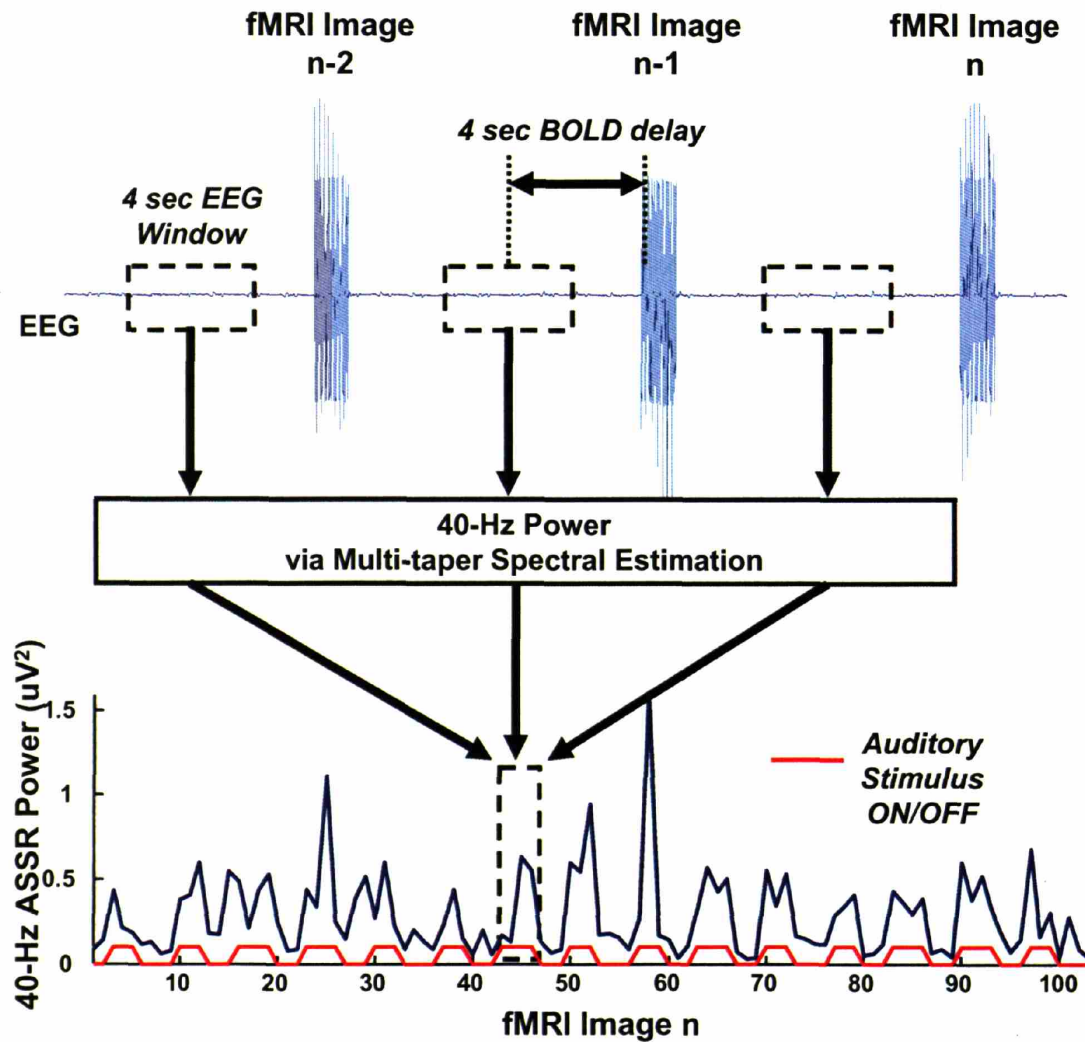 fMRI Image
n-2
fMRI Image
n-1
fMRI Image
n
4 sec BOLD delay
4 sec EEG
Window
EEG
40-Hz Power
via Multi-taper Spectral Estimation
40-Hz ASSR Power (uV²)
1.5
1
0.5
0
Auditory
Stimulus
ON/OFF
10 20 30 40 50 60 70 80 90 100
fMRI Image n